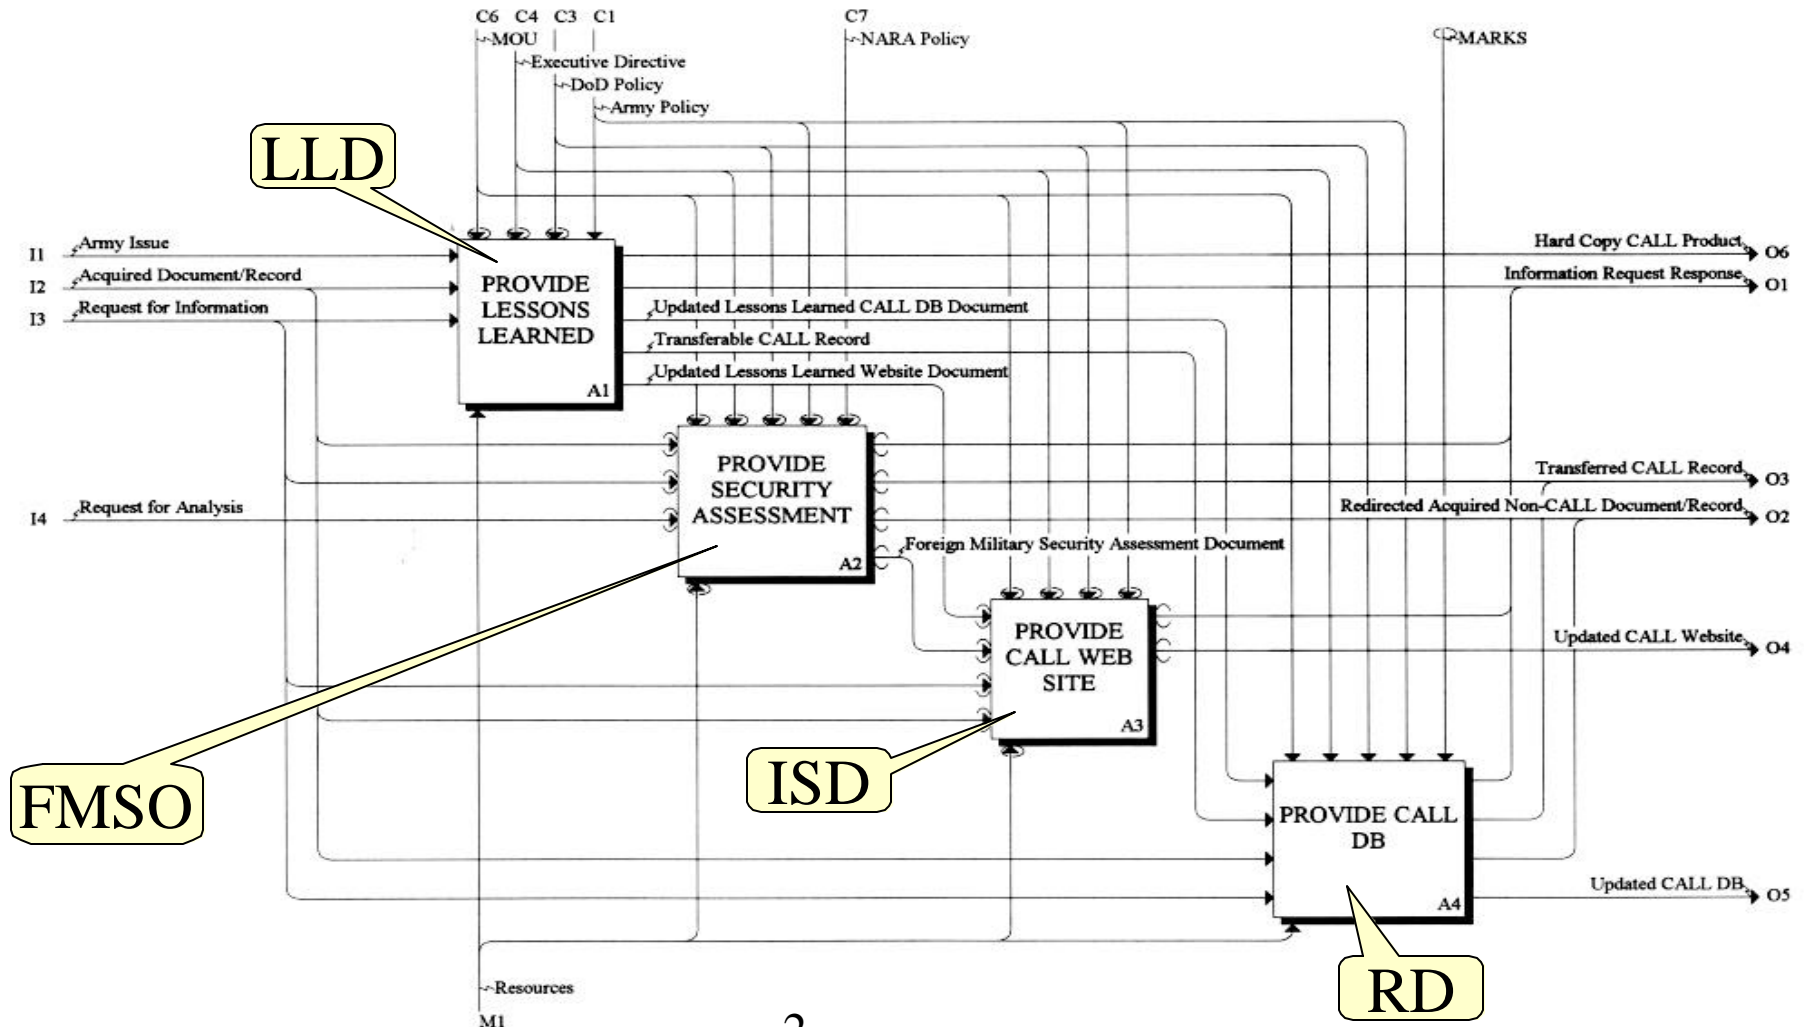 C6 C4 C3 C1 C7
MOU NARA Policy MARKS
Executive Directive
DoD Policy
Army Policy
LLD
I1 Army Issue Hard Copy CALL Product O6
I2 Acquired Document/Record Information Request Response O1
I3 Request for Information
PROVIDE
LESSONS
LEARNED
A1
Updated Lessons Learned CALL DB Document
Transferable CALL Record
Updated Lessons Learned Website Document
PROVIDE
SECURITY
ASSESSMENT
A2
Transferred CALL Record O3
I4 Request for Analysis Redirected Acquired Non-CALL Document/Record O2
Foreign Military Security Assessment Document
PROVIDE
CALL WEB
SITE
A3
Updated CALL Website O4
FMSO
ISD
PROVIDE CALL
DB
A4
Updated CALL DB O5
RD
Resources
M1
2